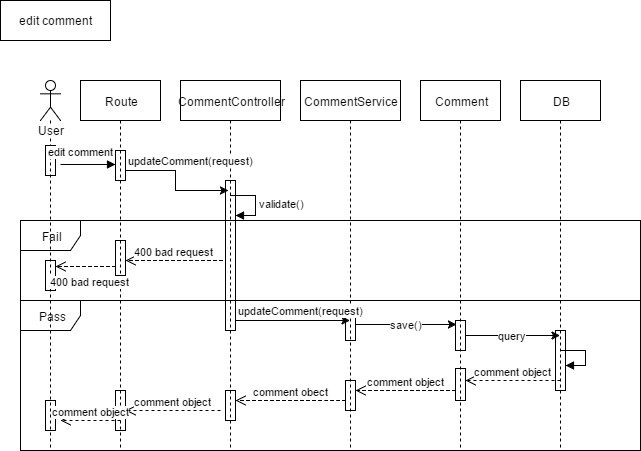 edit comment
Route
CommentController
CommentService
Comment
DB
User
edit comment
updateComment(request)
validate()
Fail
400 bad request
400 bad request
Pass
updateComment(request)
save()
query
comment object
comment object
comment obect
comment object
comment object